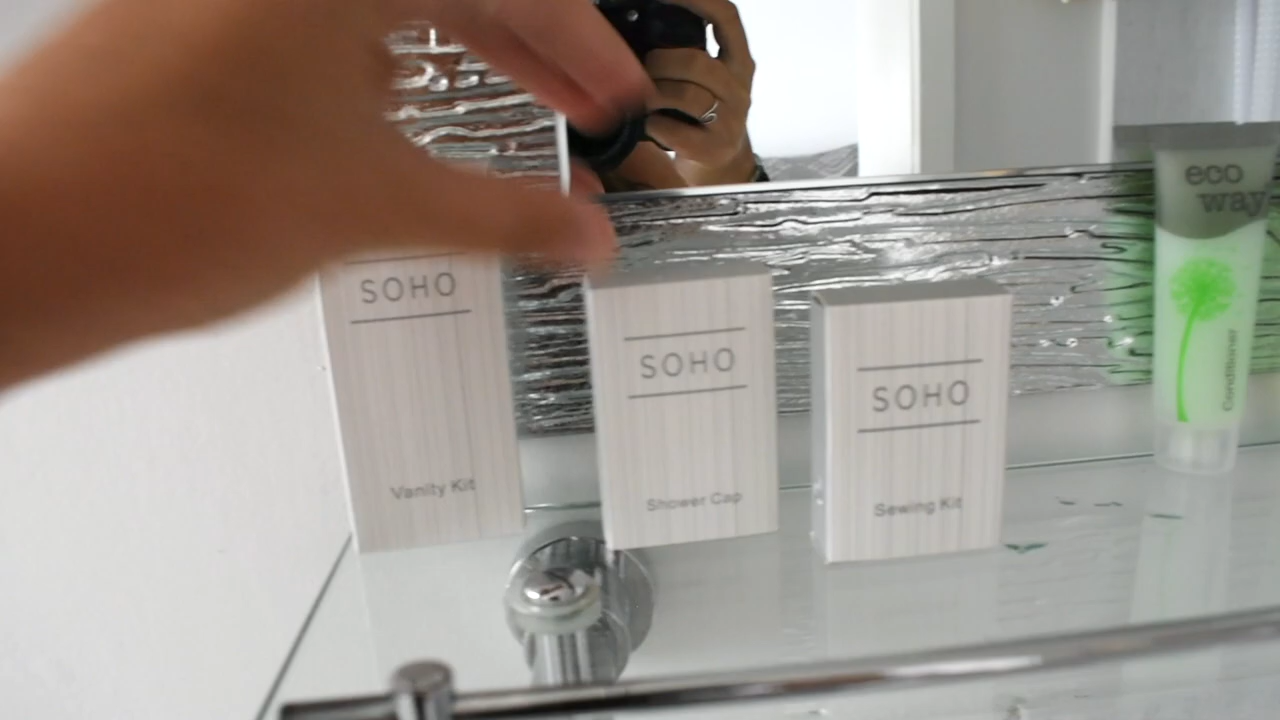 SOHO
Vanity Kit
SOHO
Shower Cap
SOHO
Sewing Kit
eco
way
Conditioner